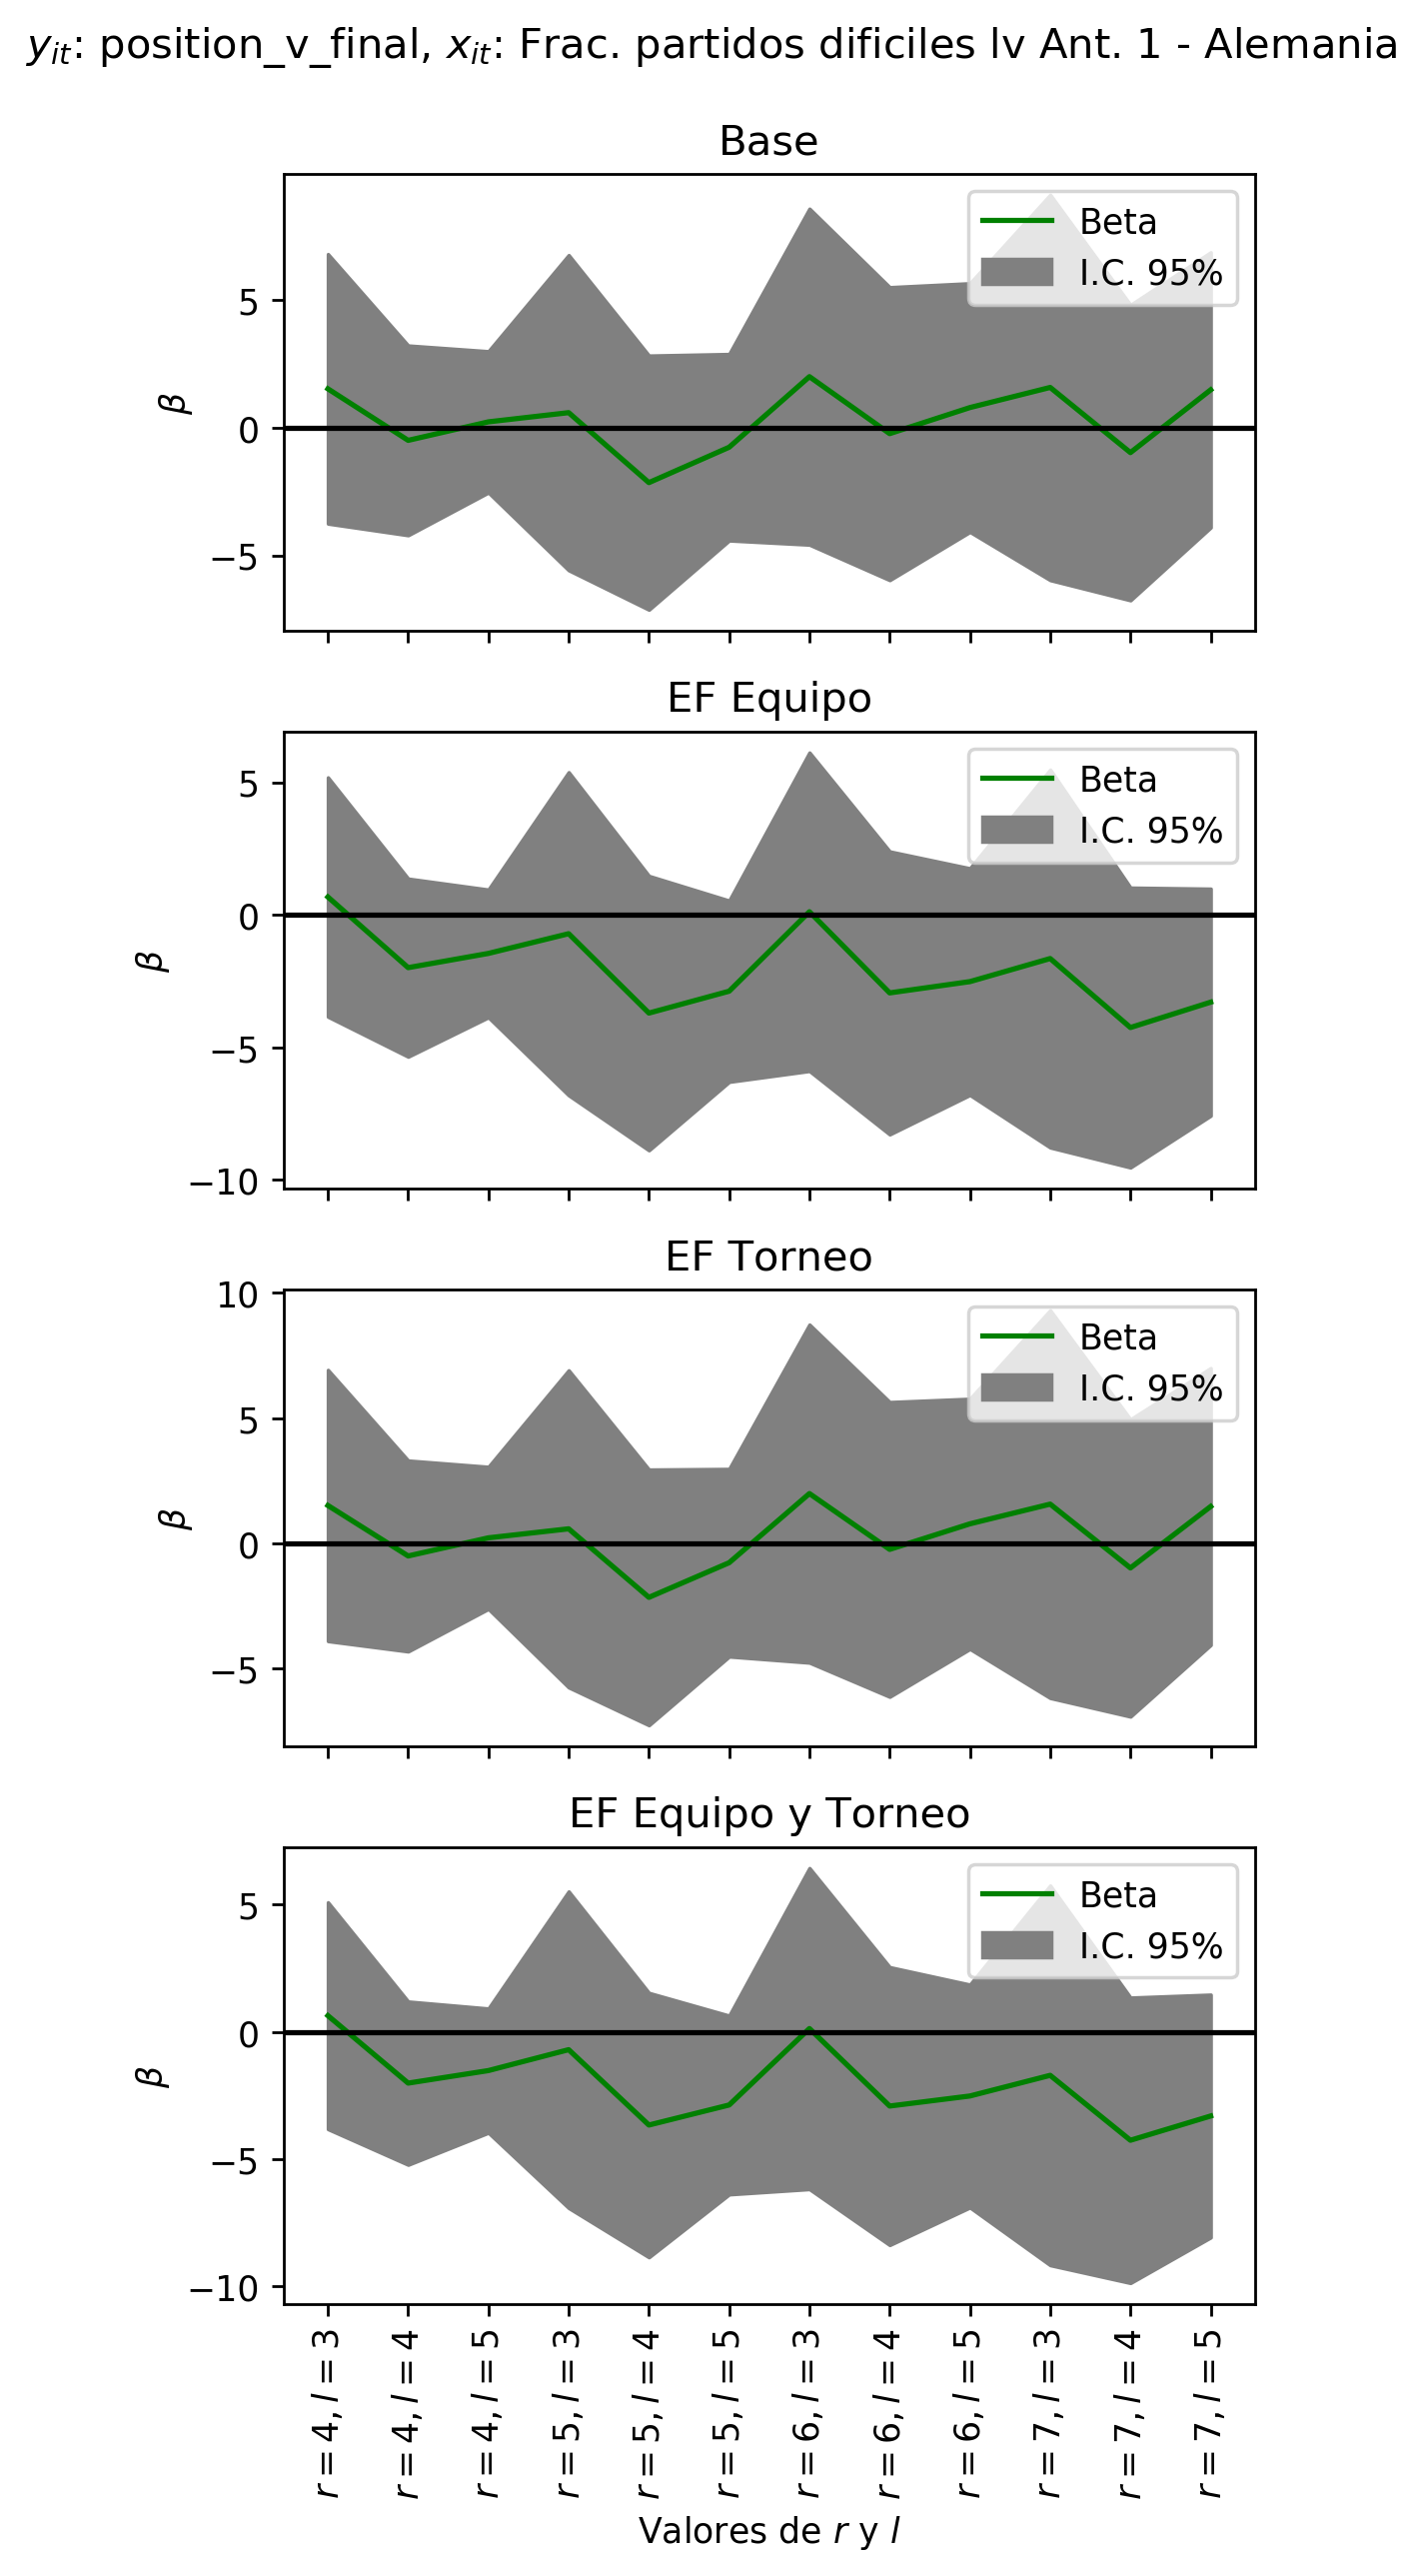 y_it: position_v_final, x_it: Frac. partidos dificiles lv Ant. 1 - Alemania
Base
Beta
I.C. 95%
5
0
−5
β
EF Equipo
Beta
I.C. 95%
5
0
−5
−10
β
EF Torneo
Beta
I.C. 95%
10
5
0
−5
β
EF Equipo y Torneo
Beta
I.C. 95%
5
0
−5
−10
β
r = 4, l = 3
r = 4, l = 4
r = 4, l = 5
r = 5, l = 3
r = 5, l = 4
r = 5, l = 5
r = 6, l = 3
r = 6, l = 4
r = 6, l = 5
r = 7, l = 3
r = 7, l = 4
r = 7, l = 5
Valores de r y l